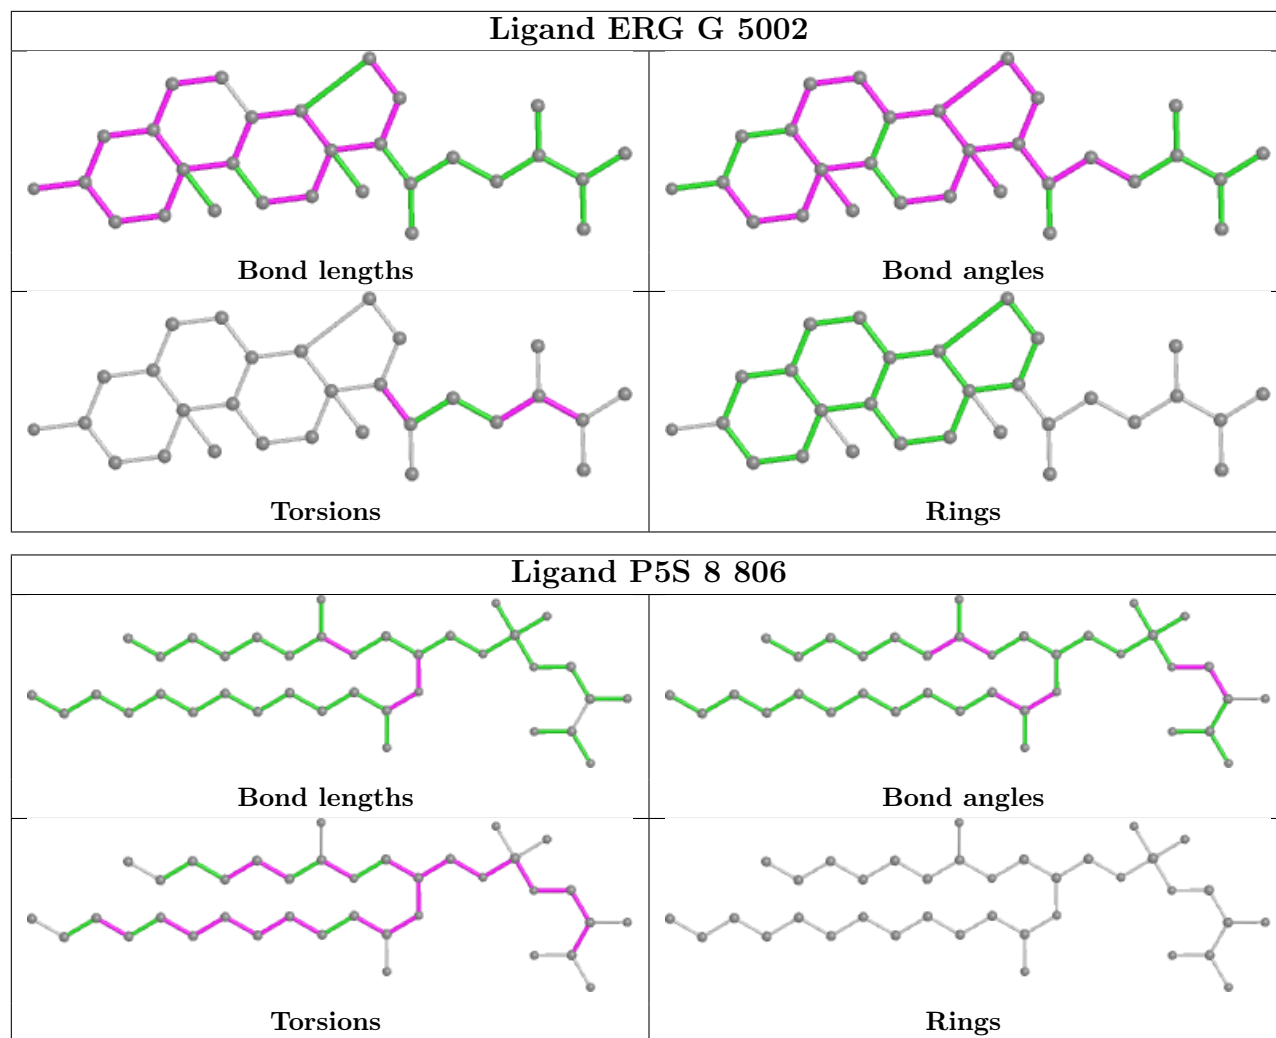 Ligand ERG G 5002
Bond lengths
Bond angles
Torsions
Rings
Ligand P5S 8 806
Bond lengths
Bond angles
Torsions
Rings